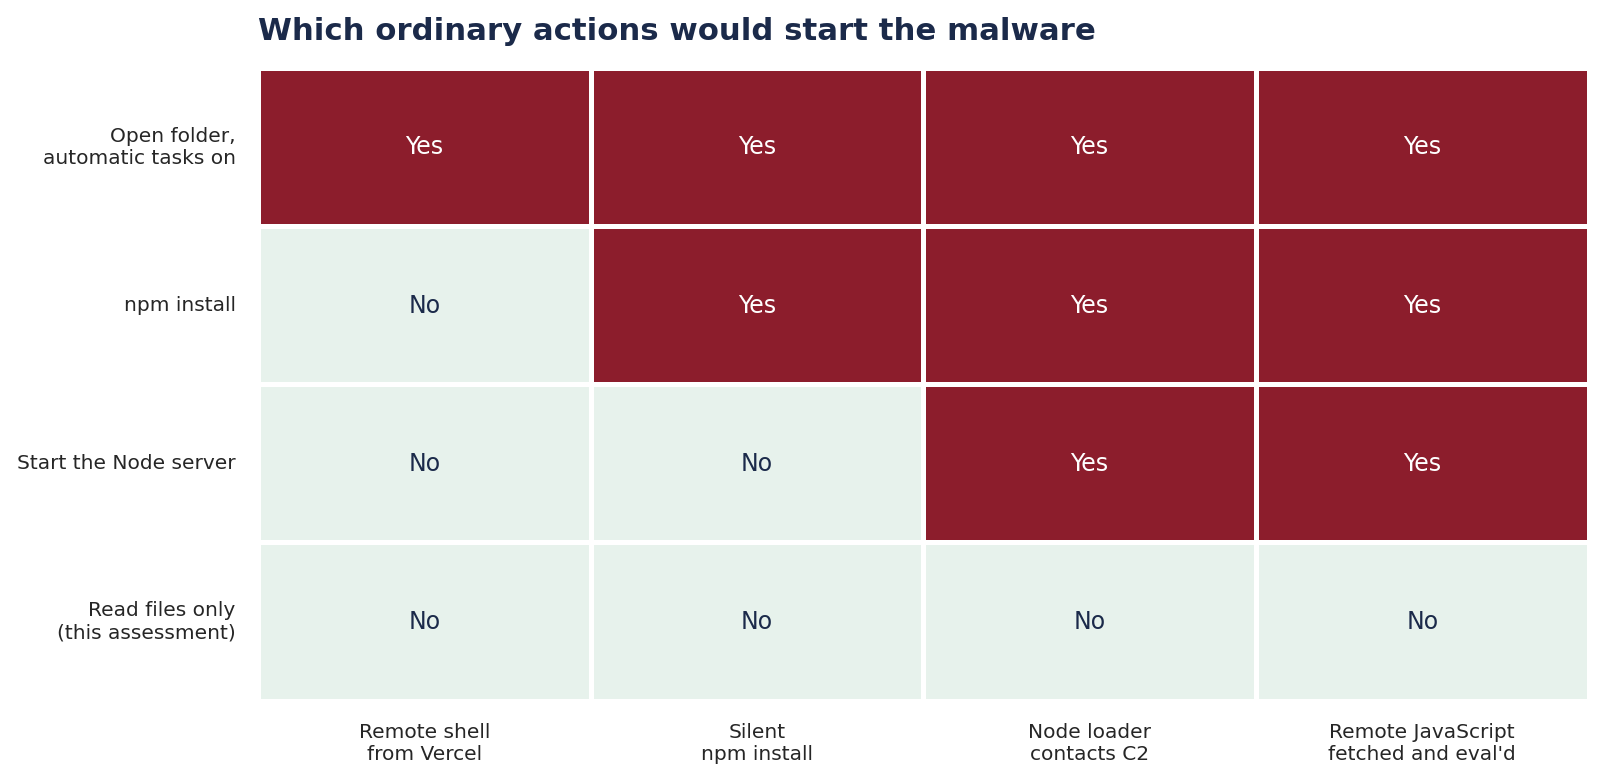 Which ordinary actions would start the malware
Open folder,
automatic tasks on
Yes
Yes
Yes
Yes
npm install
No
Yes
Yes
Yes
Start the Node server
No
No
Yes
Yes
Read files only
(this assessment)
No
No
No
No
Remote shell
from Vercel
Silent
npm install
Node loader
contacts C2
Remote JavaScript
fetched and eval'd